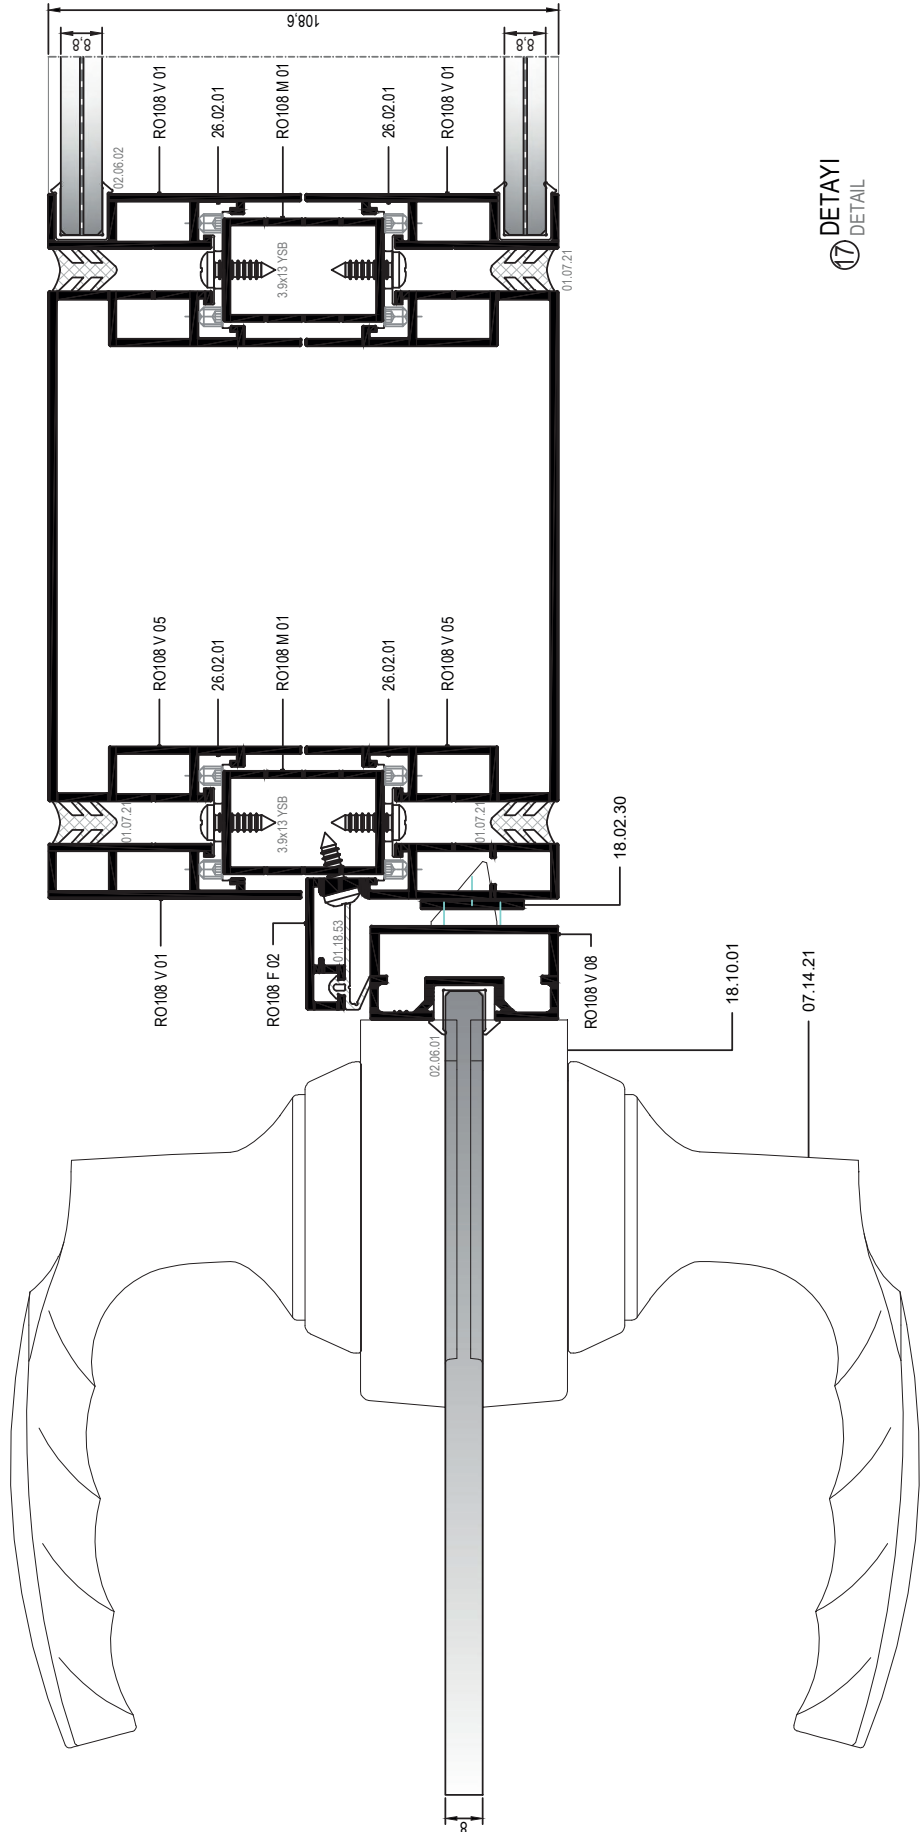 108,6
8,8
8,8
RO108 V 01
26.02.01
RO108 M 01
26.02.01
RO108 V 01
02.06.02
3.9x13 YSB
01.07.21
17 DETAYI
DETAIL
RO108 V 05
26.02.01
RO108 M 01
26.02.01
RO108 V 05
01.07.21
3.9x13 YSB
01.07.21
18.02.30
01.18.53
RO108 V 01
RO108 F 02
RO108 V 08
18.10.01
07.14.21
02.06.01
8